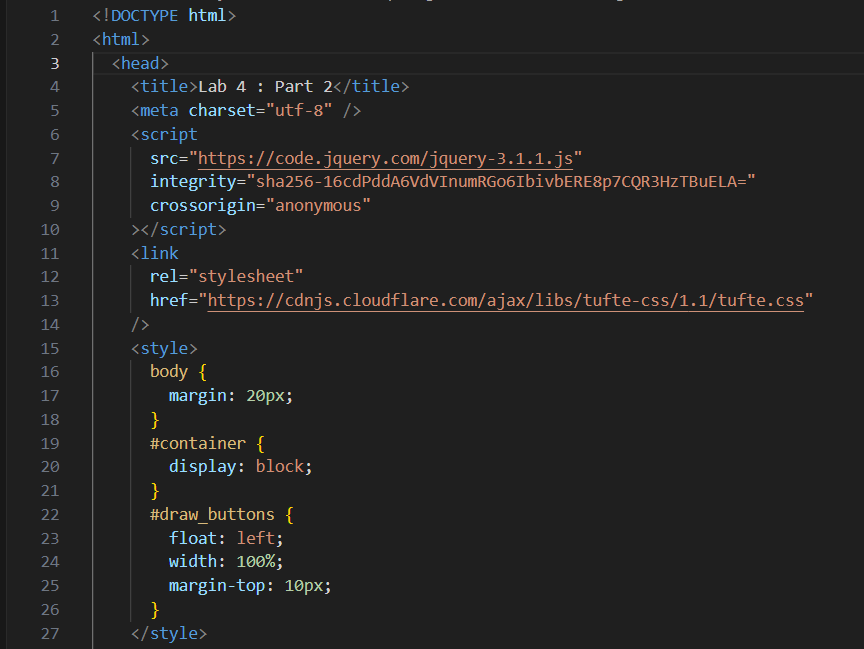 1 <!DOCTYPE html>
2 <html>
3 <head>
4 <title>Lab 4 : Part 2</title>
5 <meta charset="utf-8" />
6 <script
7 src="https://code.jquery.com/jquery-3.1.1.js"
8 integrity="sha256-16cdPddA6VdVInumRGo6IbivbERE8p7CQR3HzTBuELA="
9 crossorigin="anonymous"
10 ></script>
11 <link
12 rel="stylesheet"
13 href="https://cdnjs.cloudflare.com/ajax/libs/tufte-css/1.1/tufte.css"
14 />
15 <style>
16 body {
17 margin: 20px;
18 }
19 #container {
20 display: block;
21 }
22 #draw_buttons {
23 float: left;
24 width: 100%;
25 margin-top: 10px;
26 }
27 </style>